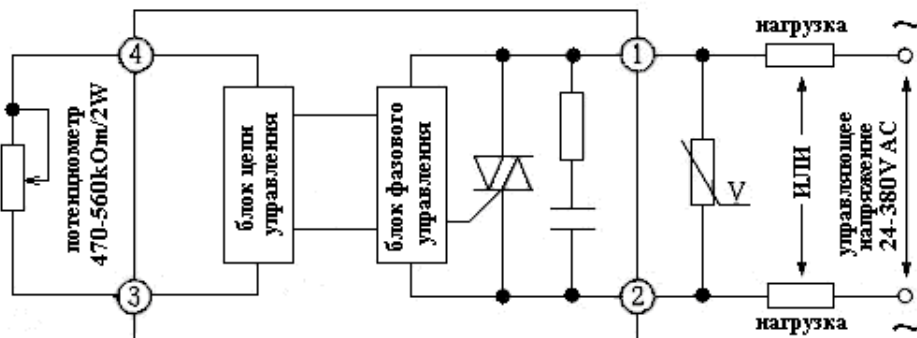 потенциометр
470-560kOm/2W
4
3
блок цепи
управления
блок фазового
управления
1
2
V
нагрузка
~
ИЛИ
управляющее
напряжение
24-380V AC
нагрузка
~